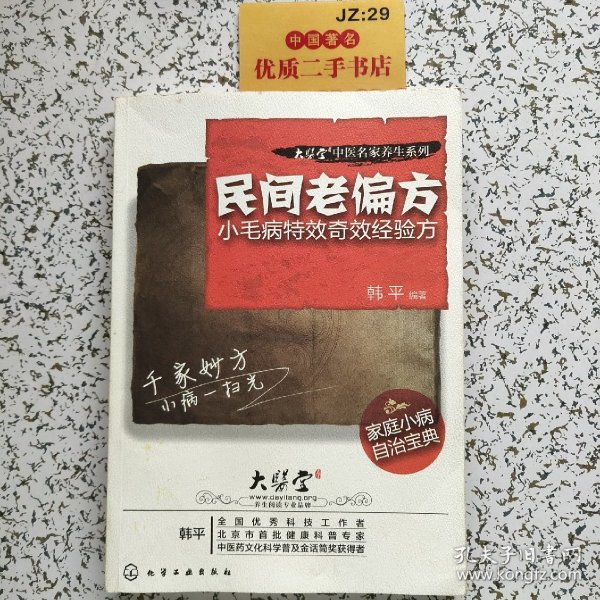 JZ:29
中国著名
优质二手书店
大医堂 中医名家养生系列
民间老偏方
小毛病特效奇效经验方
韩平 编著
千家妙方
小病一扫光
家庭小病
自治宝典
大医堂
www.dayitang.org
养生阅读专业品牌
韩平
全国优秀科技工作者
北京市首批健康科普专家
中医药文化科学普及金话筒奖获得者
化学工业出版社
孔夫子旧书网
kongfz.com